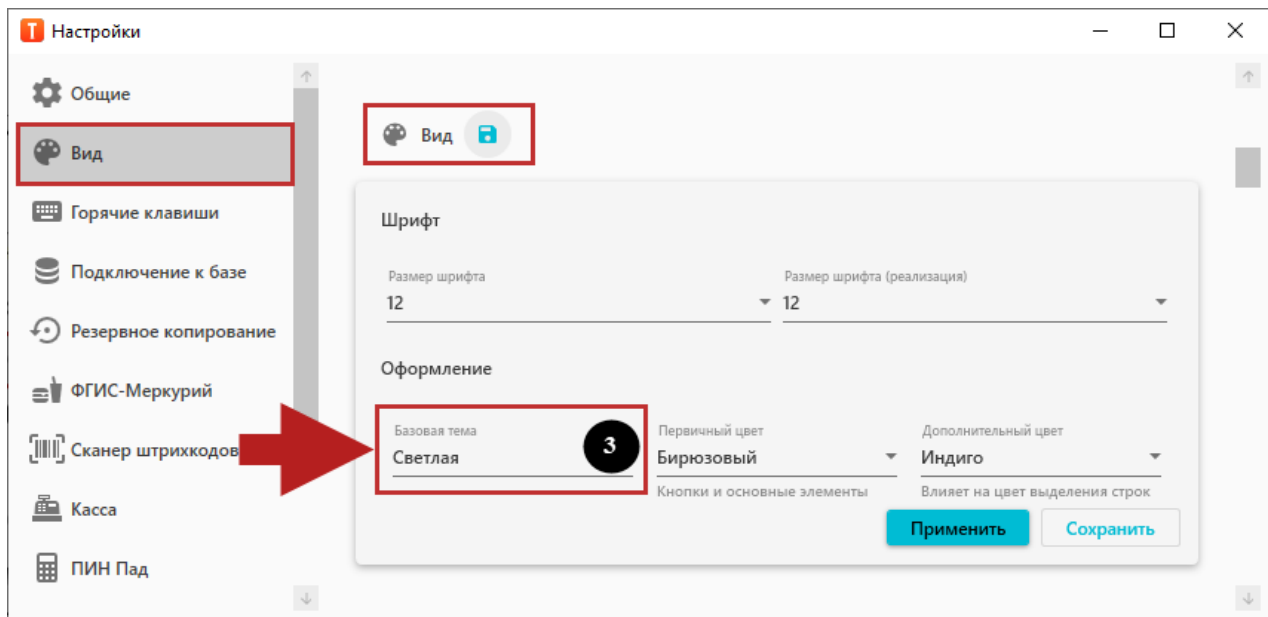 T Настройки
Общие
Вид
Горячие клавиши
Подключение к базе
Резервное копирование
ФГИС-Меркурий
Сканер штрихкодов
Касса
ПИН Пад
Вид
Шрифт
Размер шрифта Размер шрифта (реализация)
12 12
Оформление
Базовая тема Первичный цвет Дополнительный цвет
Светлая 3 Бирюзовый Индиго
Кнопки и основные элементы Влияет на цвет выделения строк
Применить Сохранить